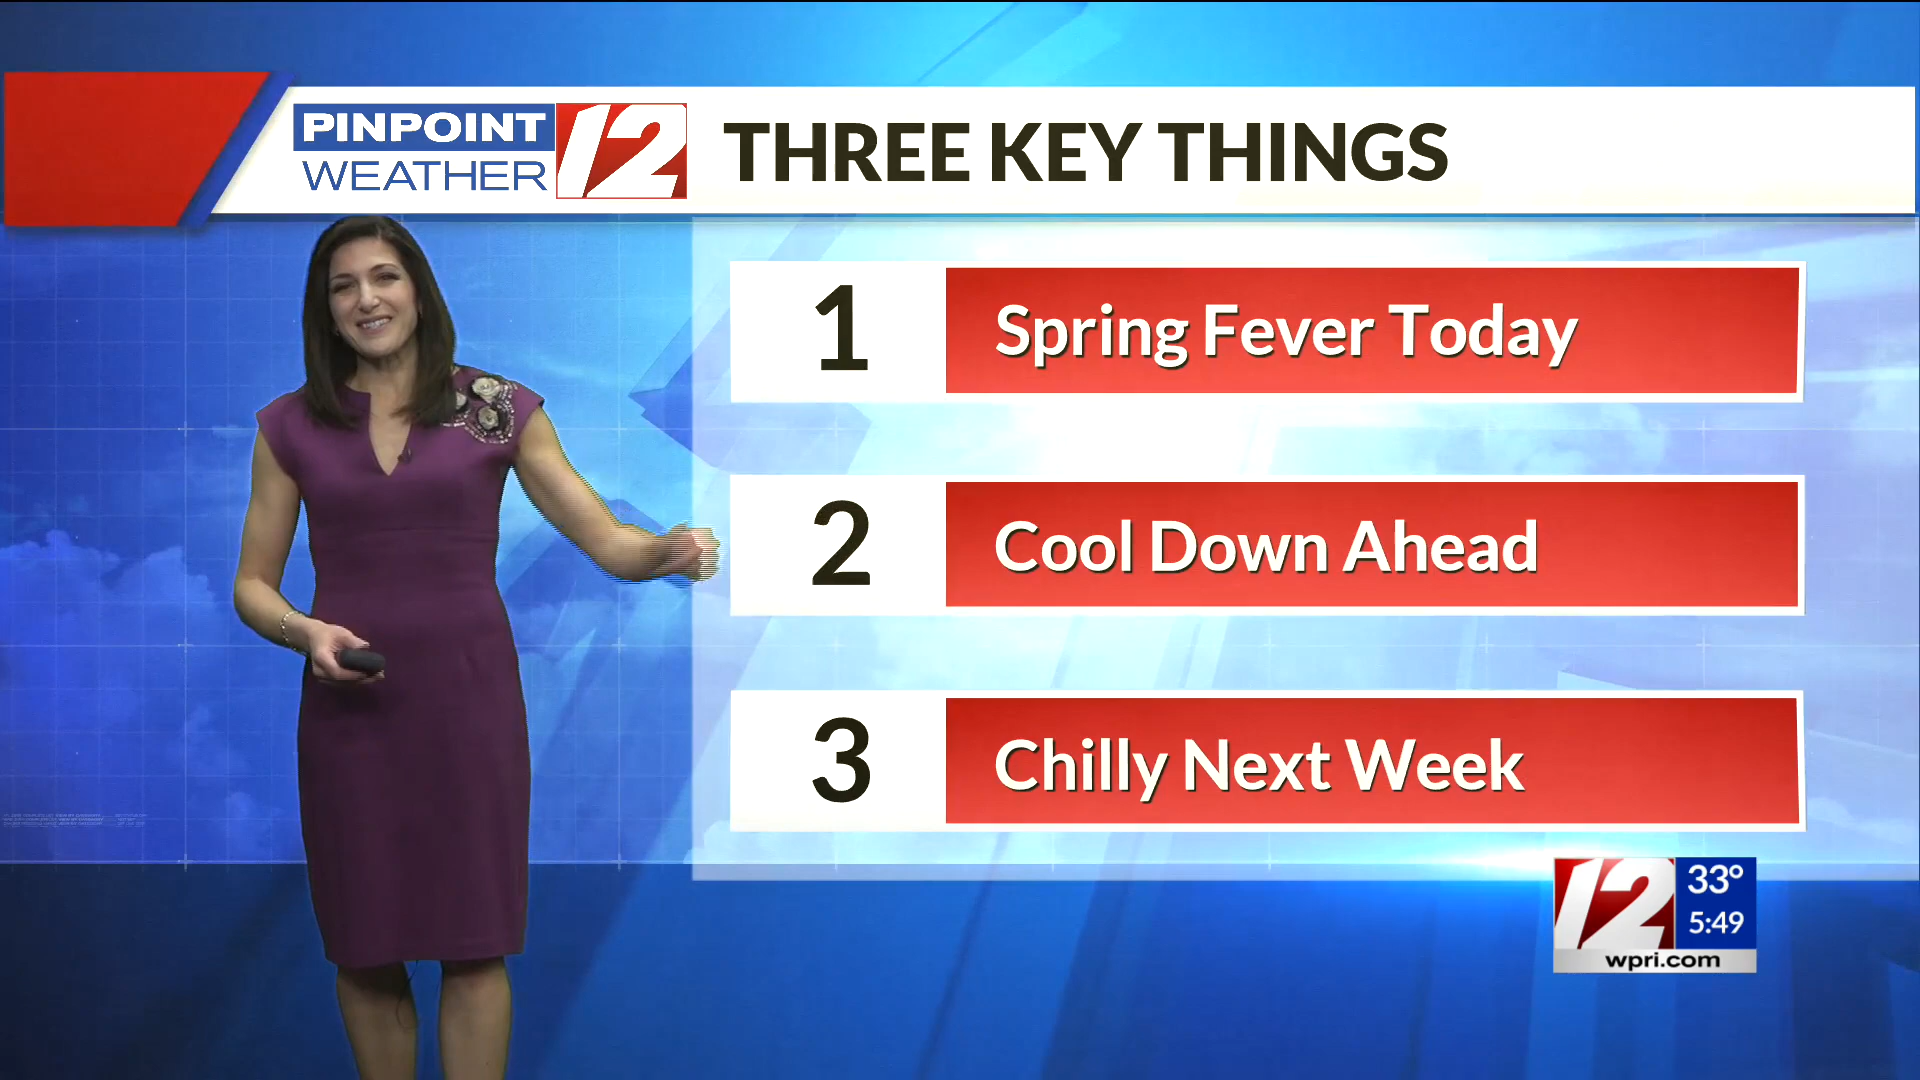 PINPOINT
WEATHER 12
THREE KEY THINGS
1 Spring Fever Today
2 Cool Down Ahead
3 Chilly Next Week
12 33°
5:49
wpri.com